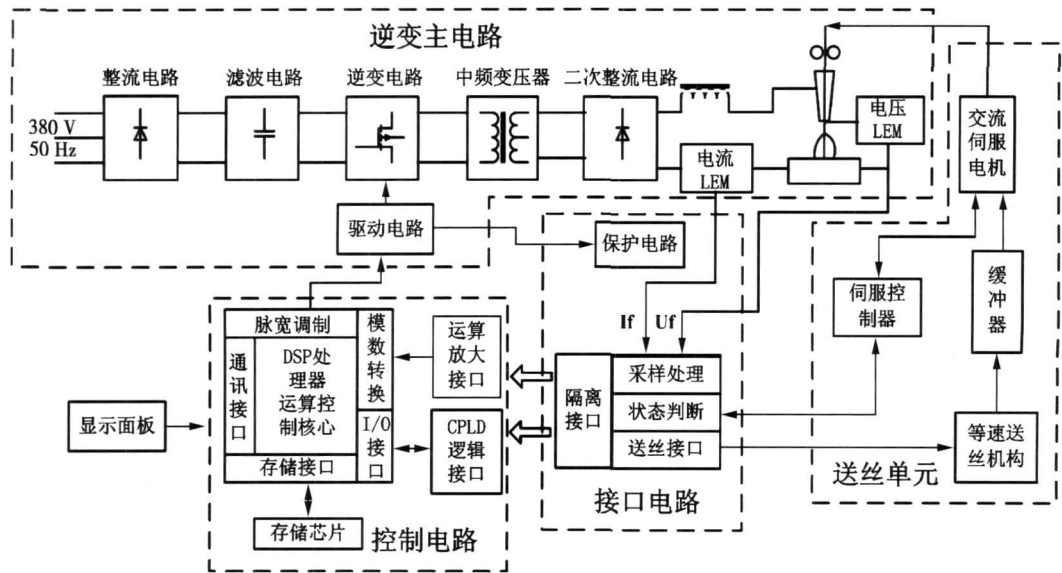 逆变主电路
整流电路
滤波电路
逆变电路
中频变压器
二次整流电路
380 V
50 Hz
电压
LEM
电流
LEM
交流
伺服
电机
驱动电路
保护电路
伺服控
制器
缓
冲
器
If
Uf
脉宽调制
模
数
转
换
通
讯
接
口
DSP处
理器
运算控
制核心
I/O
接
口
存储接口
存储芯片
运算
放大
接口
CPLD
逻辑
接口
隔离
接口
采样处理
状态判断
送丝接口
显示面板
等速送
丝机构
送丝单元
接口电路
控制电路